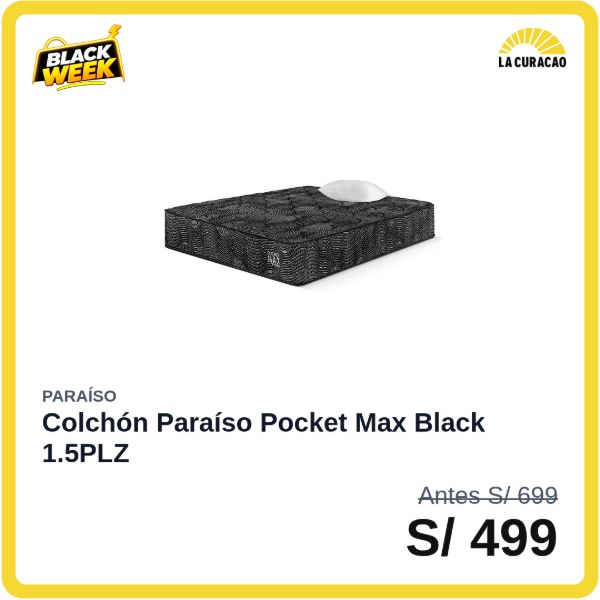 BLACK
WEEK
LA CURACAO
PARAÍSO
Colchón Paraíso Pocket Max Black
1.5PLZ
Antes S/ 699
S/ 499